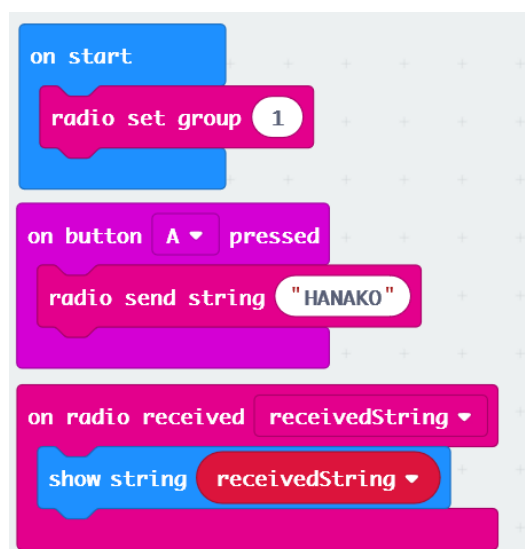 on start
radio set group 1
on button A pressed
radio send string "HANAKO"
on radio received receivedString
show string receivedString